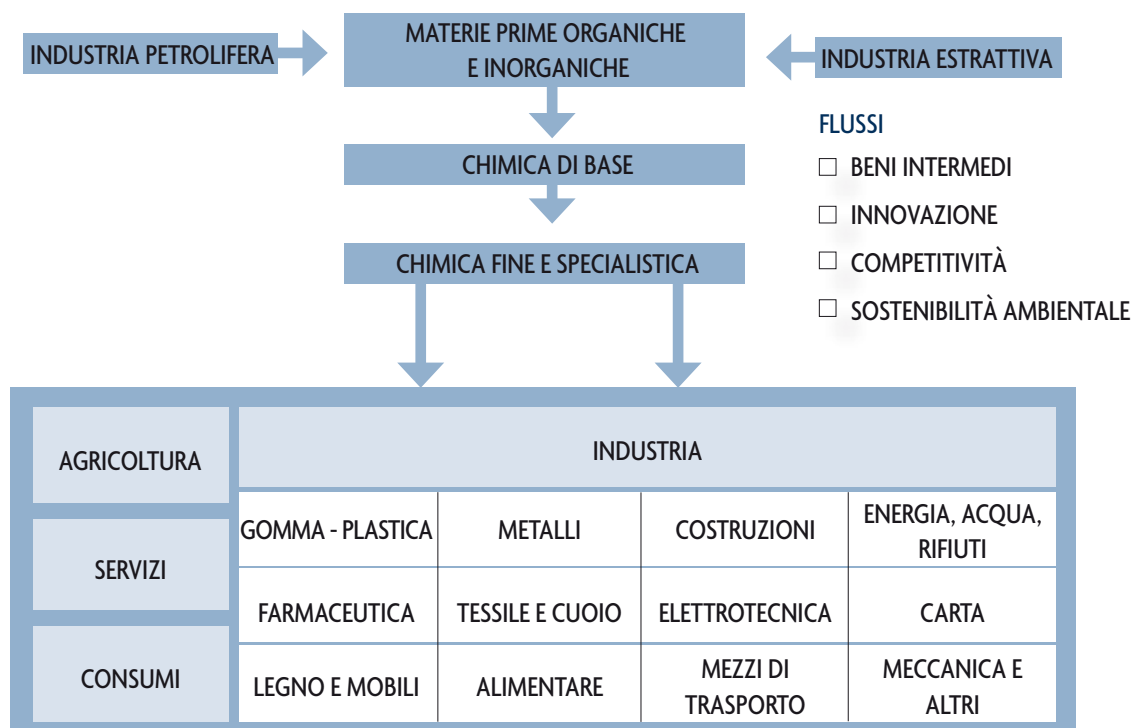 INDUSTRIA PETROLIFERA
MATERIE PRIME ORGANICHE
E INORGANICHE
INDUSTRIA ESTRATTIVA
CHIMICA DI BASE
CHIMICA FINE E SPECIALISTICA
FLUSSI
BENI INTERMEDI
INNOVAZIONE
COMPETITIVITÀ
SOSTENIBILITÀ AMBIENTALE
AGRICOLTURA
SERVIZI
CONSUMI
INDUSTRIA
GOMMA - PLASTICA
METALLI
COSTRUZIONI
ENERGIA, ACQUA,
RIFIUTI
FARMACEUTICA
TESSILE E CUOIO
ELETTROTECNICA
CARTA
LEGNO E MOBILI
ALIMENTARE
MEZZI DI
TRASPORTO
MECCANICA E
ALTRI